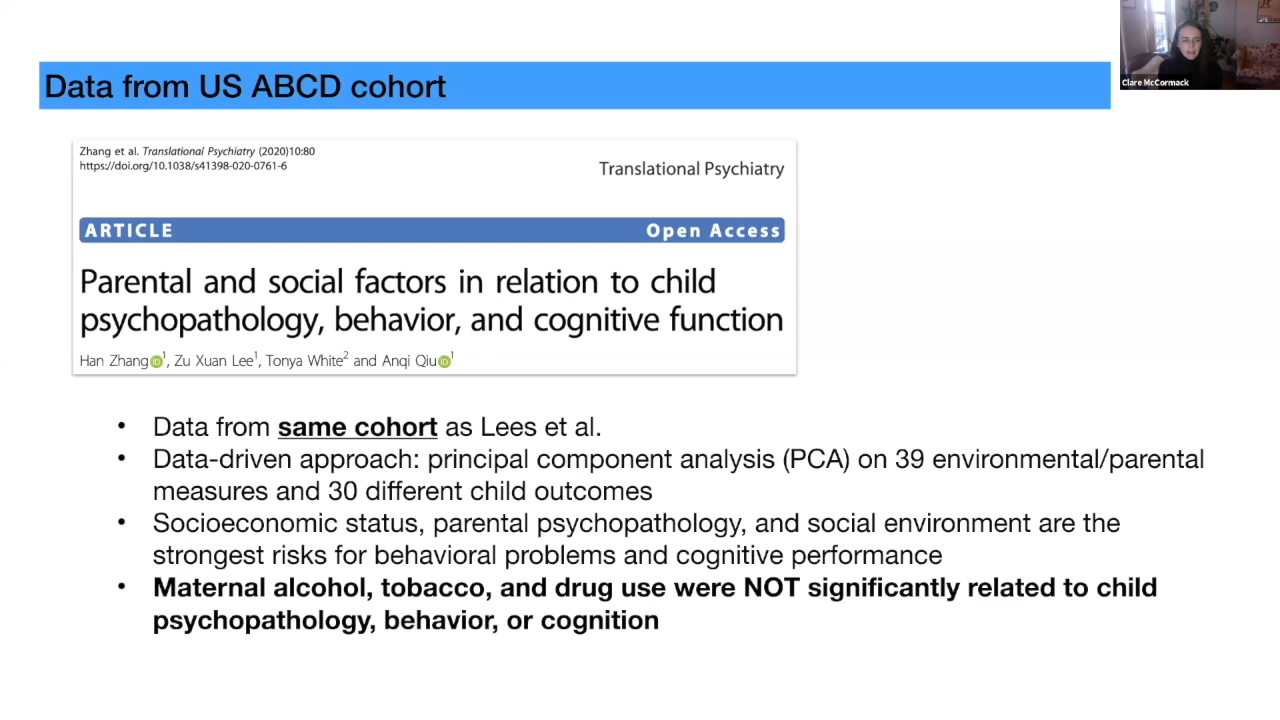 Data from US ABCD cohort
Clare McCormack
Zhang et al. Translational Psychiatry (2020)10:80
https://doi.org/10.1038/s41398-020-0761-6
Translational Psychiatry
ARTICLE Open Access
Parental and social factors in relation to child
psychopathology, behavior, and cognitive function
Han Zhang iD1, Zu Xuan Lee1, Tonya White2 and Anqi Qiu iD1
• Data from same cohort as Lees et al.
• Data-driven approach: principal component analysis (PCA) on 39 environmental/parental
measures and 30 different child outcomes
• Socioeconomic status, parental psychopathology, and social environment are the
strongest risks for behavioral problems and cognitive performance
• Maternal alcohol, tobacco, and drug use were NOT significantly related to child
psychopathology, behavior, or cognition